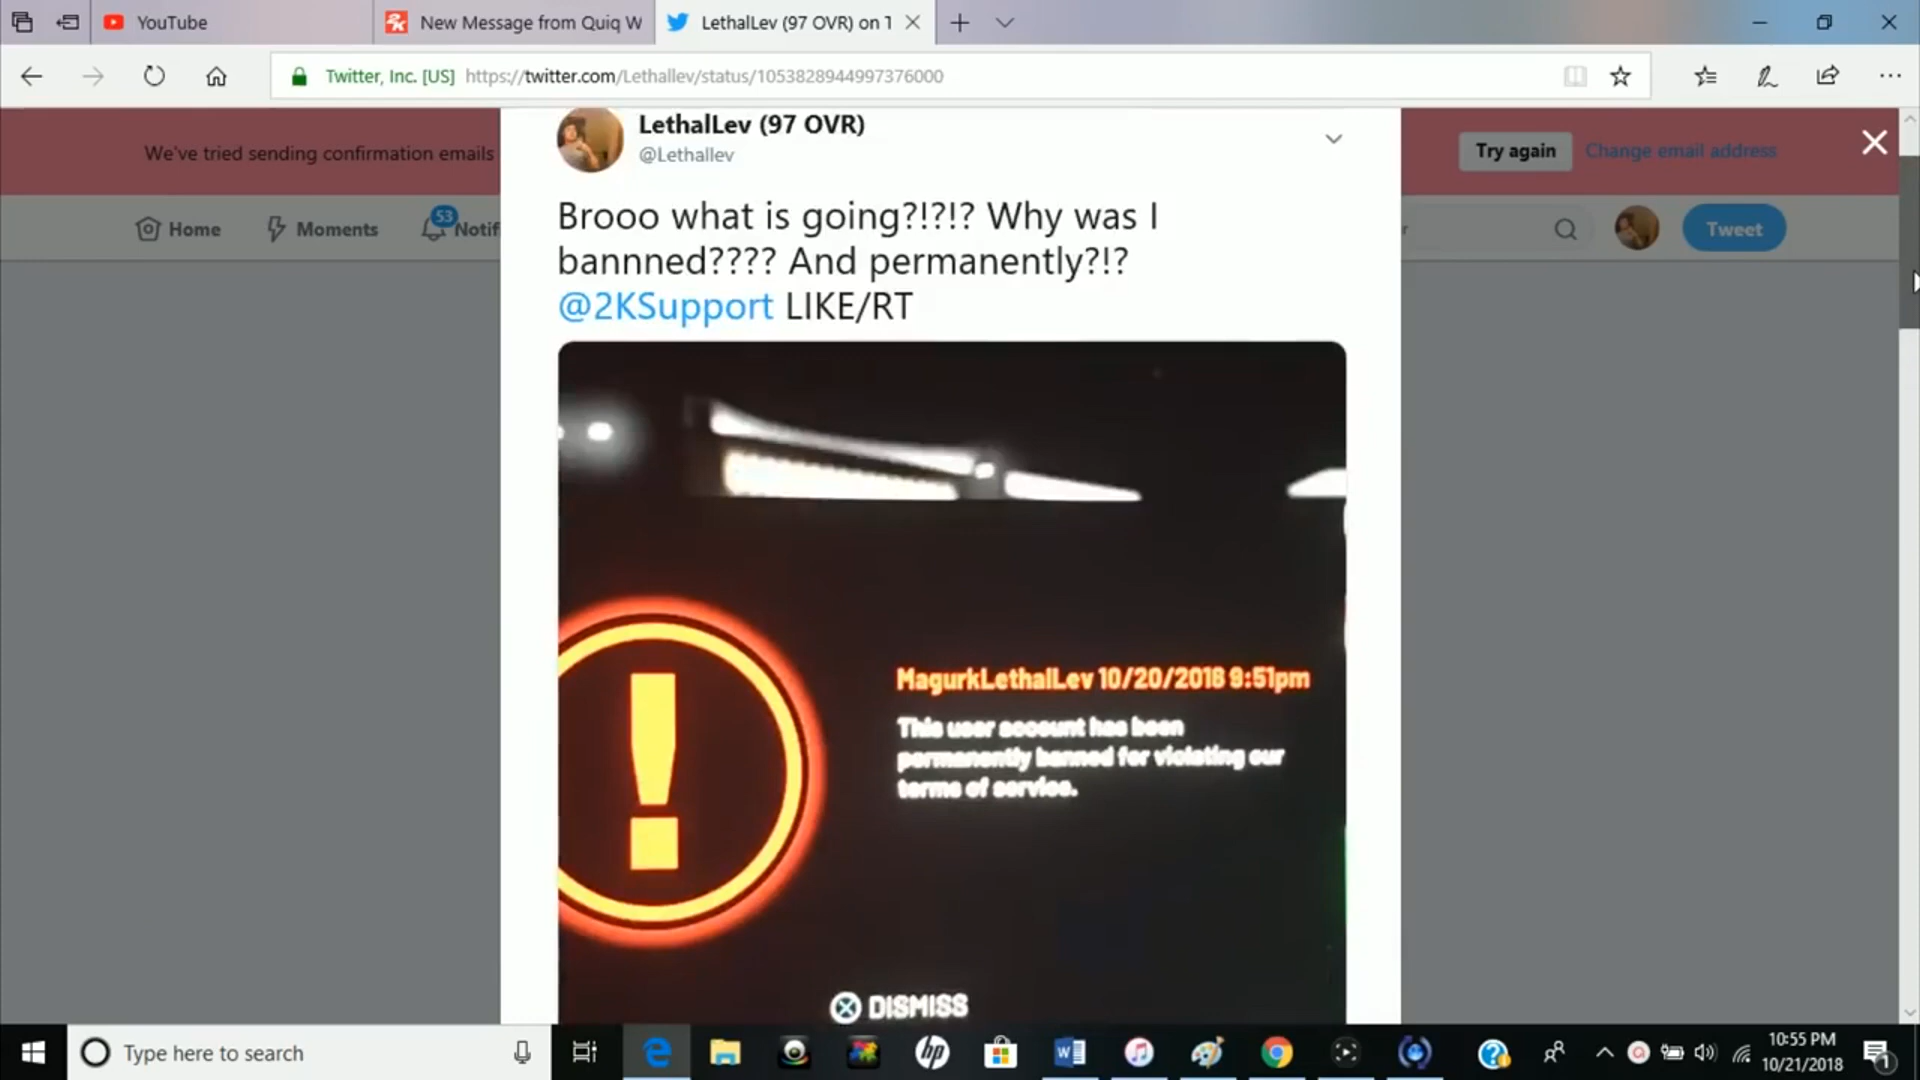 YouTube
New Message from Quiq W
LethalLev (97 OVR) on T
Twitter, Inc. [US] https://twitter.com/Lethallev/status/1053828944997376000
LethalLev (97 OVR)
@Lethallev
We've tried sending confirmation emails
Try again
Change email address
Home
Moments
53
Notif
Tweet
Brooo what is going?!?!? Why was I
bannned???? And permanently?!?
@2KSupport LIKE/RT
MagurkLethalLev 10/20/2018 9:51pm
This user account has been
permanently banned for violating our
terms of service.
DISMISS
Type here to search
10:55 PM
10/21/2018
1